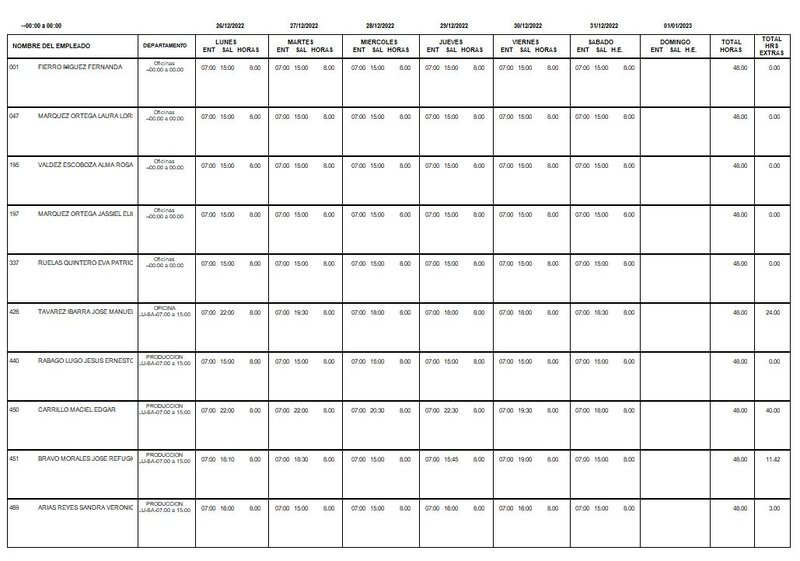 --00:00 a 00:00 26/12/2022 27/12/2022 28/12/2022 29/12/2022 30/12/2022 31/12/2022 01/01/2023
NOMBRE DEL EMPLEADO DEPARTAMENTO LUNES MARTES MIERCOLES JUEVES VIERNES SABADO DOMINGO TOTAL HORAS TOTAL HRS EXTRAS
ENT SAL HORAS ENT SAL HORAS ENT SAL HORAS ENT SAL HORAS ENT SAL HORAS ENT SAL H.E. ENT SAL H.E.
001 FIERRO IÑIGUEZ FERNANDA Oficinas 07:00 15:00 8.00 07:00 15:00 8.00 07:00 15:00 8.00 07:00 15:00 8.00 07:00 15:00 8.00 07:00 15:00 8.00 48.00 0.00
--00:00 a 00:00
047 MARQUEZ ORTEGA LAURA LOR Oficinas 07:00 15:00 8.00 07:00 15:00 8.00 07:00 15:00 8.00 07:00 15:00 8.00 07:00 15:00 8.00 07:00 15:00 8.00 48.00 0.00
--00:00 a 00:00
195 VALDEZ ESCOBOZA ALMA ROSA Oficinas 07:00 15:00 8.00 07:00 15:00 8.00 07:00 15:00 8.00 07:00 15:00 8.00 07:00 15:00 8.00 07:00 15:00 8.00 48.00 0.00
--00:00 a 00:00
197 MARQUEZ ORTEGA JASSIEL Oficinas 07:00 15:00 8.00 07:00 15:00 8.00 07:00 15:00 8.00 07:00 15:00 8.00 07:00 15:00 8.00 07:00 15:00 8.00 48.00 0.00
--00:00 a 00:00
337 RUELAS QUINTERO EVA PATRIC Oficinas 07:00 15:00 8.00 07:00 15:00 8.00 07:00 15:00 8.00 07:00 15:00 8.00 07:00 15:00 8.00 07:00 15:00 8.00 48.00 0.00
--00:00 a 00:00
428 TAVAREZ IBARRA JOSE MANUEL OFICINA 07:00 22:00 8.00 07:00 19:30 8.00 07:00 18:00 8.00 07:00 18:00 8.00 07:00 18:00 8.00 07:00 18:30 8.00 48.00 24.00
LU-SA-07:00 a 15:00
440 RABAGO LUGO JESUS ERNESTO PRODUCCION 07:00 15:00 8.00 07:00 15:00 8.00 07:00 15:00 8.00 07:00 15:00 8.00 07:00 15:00 8.00 07:00 15:00 8.00 48.00 0.00
LU-SA-07:00 a 15:00
450 CARRILLO MACIEL EDGAR PRODUCCION 07:00 22:00 8.00 07:00 22:00 8.00 07:00 20:30 8.00 07:00 22:30 8.00 07:00 19:30 8.00 07:00 18:00 8.00 48.00 40.00
LU-SA-07:00 a 15:00
451 BRAVO MORALES JOSE REFUGI PRODUCCION 07:00 18:10 8.00 07:00 18:30 8.00 07:00 15:00 8.00 07:00 15:45 8.00 07:00 19:00 8.00 07:00 15:00 8.00 48.00 11.42
LU-SA-07:00 a 15:00
489 ARIAS REYES SANDRA VERONIC PRODUCCION 07:00 16:00 8.00 07:00 15:00 8.00 07:00 15:00 8.00 07:00 16:00 8.00 07:00 16:00 8.00 07:00 15:00 8.00 48.00 3.00
LU-SA-07:00 a 15:00